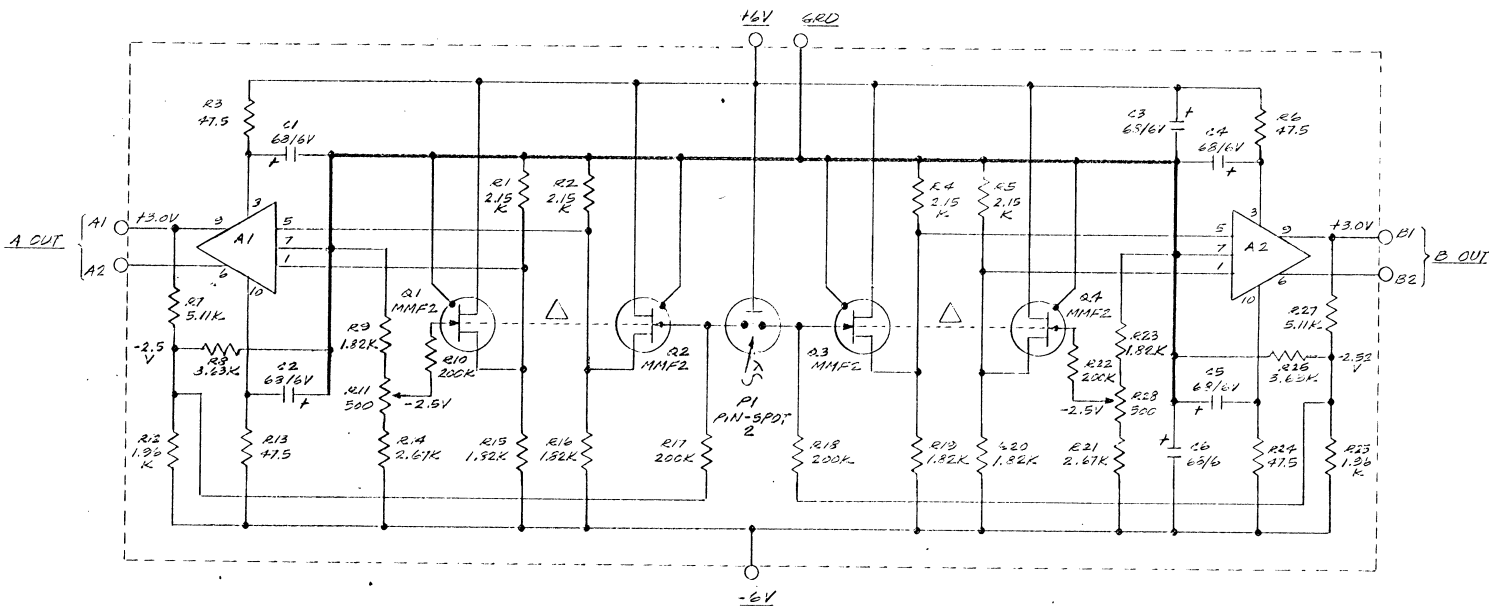 +6V
GRD
R3
47.5
C1
68/6V
+
C3
68/6V
+
C4
68/6V
+
R6
47.5
R1
2.15
K
R2
2.15
K
R4
2.15
K
R5
2.15
K
A OUT
A1
A2
+3.0V
9
6
3
10
A1
5
7
1
5
7
1
3
10
A2
9
6
+3.0V
B1
B2
B OUT
R7
5.11K
-2.5
V
R8
3.63K
C2
68/6V
+
R9
1.82K
R11
500
Q1
MMF2
R10
200K
-2.5V
Q2
MMF2
P1
PIN-SPOT
2
Q3
MMF2
Q4
MMF2
R22
200K
-2.5V
R23
1.82K
R28
500
C5
68/6V
+
R27
5.11K
-2.52
V
R12
1.96
K
R13
47.5
R14
2.67K
R15
1.82K
R16
1.82K
R17
200K
R18
200K
R19
1.82K
1.82K
R21
2.67K
+
C6
68/6
R24
47.5
1.96
K
-6V